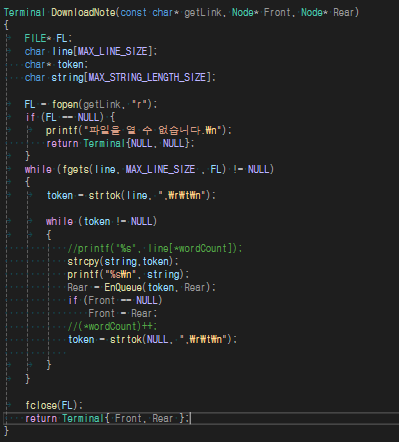 Terminal DownloadNote(const char* getLink, Node* Front, Node* Rear)
{
FILE* FL;
char line[MAX_LINE_SIZE];
char* token;
char string[MAX_STRING_LENGTH_SIZE];
FL = fopen(getLink, "r");
if (FL == NULL) {
printf("파일을 열 수 없습니다.₩n");
return Terminal{NULL, NULL};
}
while (fgets(line, MAX_LINE_SIZE , FL) != NULL)
{
token = strtok(line, ",₩r₩t₩n");
while (token != NULL)
{
//printf("%s", line[*wordCount]);
strcpy(string,token);
printf("%s₩n", string);
Rear = EnQueue(token, Rear);
if (Front == NULL)
Front = Rear;
//(*wordCount)++;
token = strtok(NULL, ",₩r₩t₩n");
}
}
fclose(FL);
return Terminal{ Front, Rear };
}